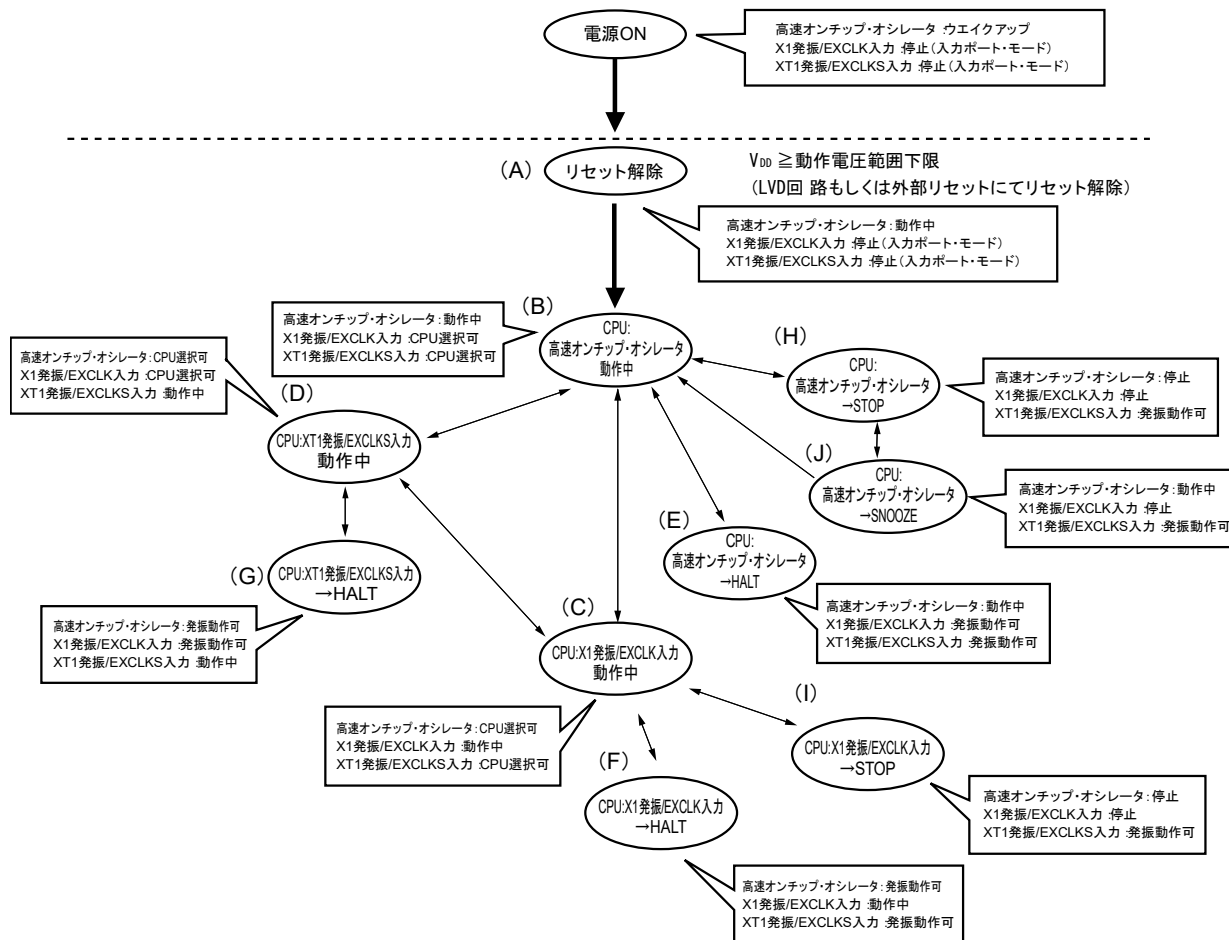 電源ON
高速オンチップ・オシレータ:ウエイクアップ
X1発振/EXCLK入力:停止(入力ポート・モード)
XT1発振/EXCLKS入力:停止(入力ポート・モード)
(A)
リセット解除
VDD ≧動作電圧範囲下限
(LVD回 路もしくは外部リセットにてリセット解除)
高速オンチップ・オシレータ:動作中
X1発振/EXCLK入力:停止(入力ポート・モード)
XT1発振/EXCLKS入力:停止(入力ポート・モード)
(B)
CPU:
高速オンチップ・オシレータ
動作中
高速オンチップ・オシレータ:動作中
X1発振/EXCLK入力:CPU選択可
XT1発振/EXCLKS入力:CPU選択可
高速オンチップ・オシレータ:CPU選択可
X1発振/EXCLK入力:CPU選択可
XT1発振/EXCLKS入力:動作中
(D)
CPU:XT1発振/EXCLKS入力
動作中
(H)
CPU:
高速オンチップ・オシレータ
→STOP
高速オンチップ・オシレータ:停止
X1発振/EXCLK入力:停止
XT1発振/EXCLKS入力:発振動作可
(J)
CPU:
高速オンチップ・オシレータ
→SNOOZE
高速オンチップ・オシレータ:動作中
X1発振/EXCLK入力:停止
XT1発振/EXCLKS入力:発振動作可
(E)
CPU:
高速オンチップ・オシレータ
→HALT
高速オンチップ・オシレータ:動作中
X1発振/EXCLK入力:発振動作可
XT1発振/EXCLKS入力:発振動作可
(G)
CPU:XT1発振/EXCLKS入力
→HALT
高速オンチップ・オシレータ:発振動作可
X1発振/EXCLK入力:発振動作可
XT1発振/EXCLKS入力:動作中
(C)
CPU:X1発振/EXCLK入力
動作中
高速オンチップ・オシレータ:CPU選択可
X1発振/EXCLK入力:動作中
XT1発振/EXCLKS入力:CPU選択可
(I)
CPU:X1発振/EXCLK入力
→STOP
高速オンチップ・オシレータ:停止
X1発振/EXCLK入力:停止
XT1発振/EXCLKS入力:発振動作可
(F)
CPU:X1発振/EXCLK入力
→HALT
高速オンチップ・オシレータ:発振動作可
X1発振/EXCLK入力:動作中
XT1発振/EXCLKS入力:発振動作可